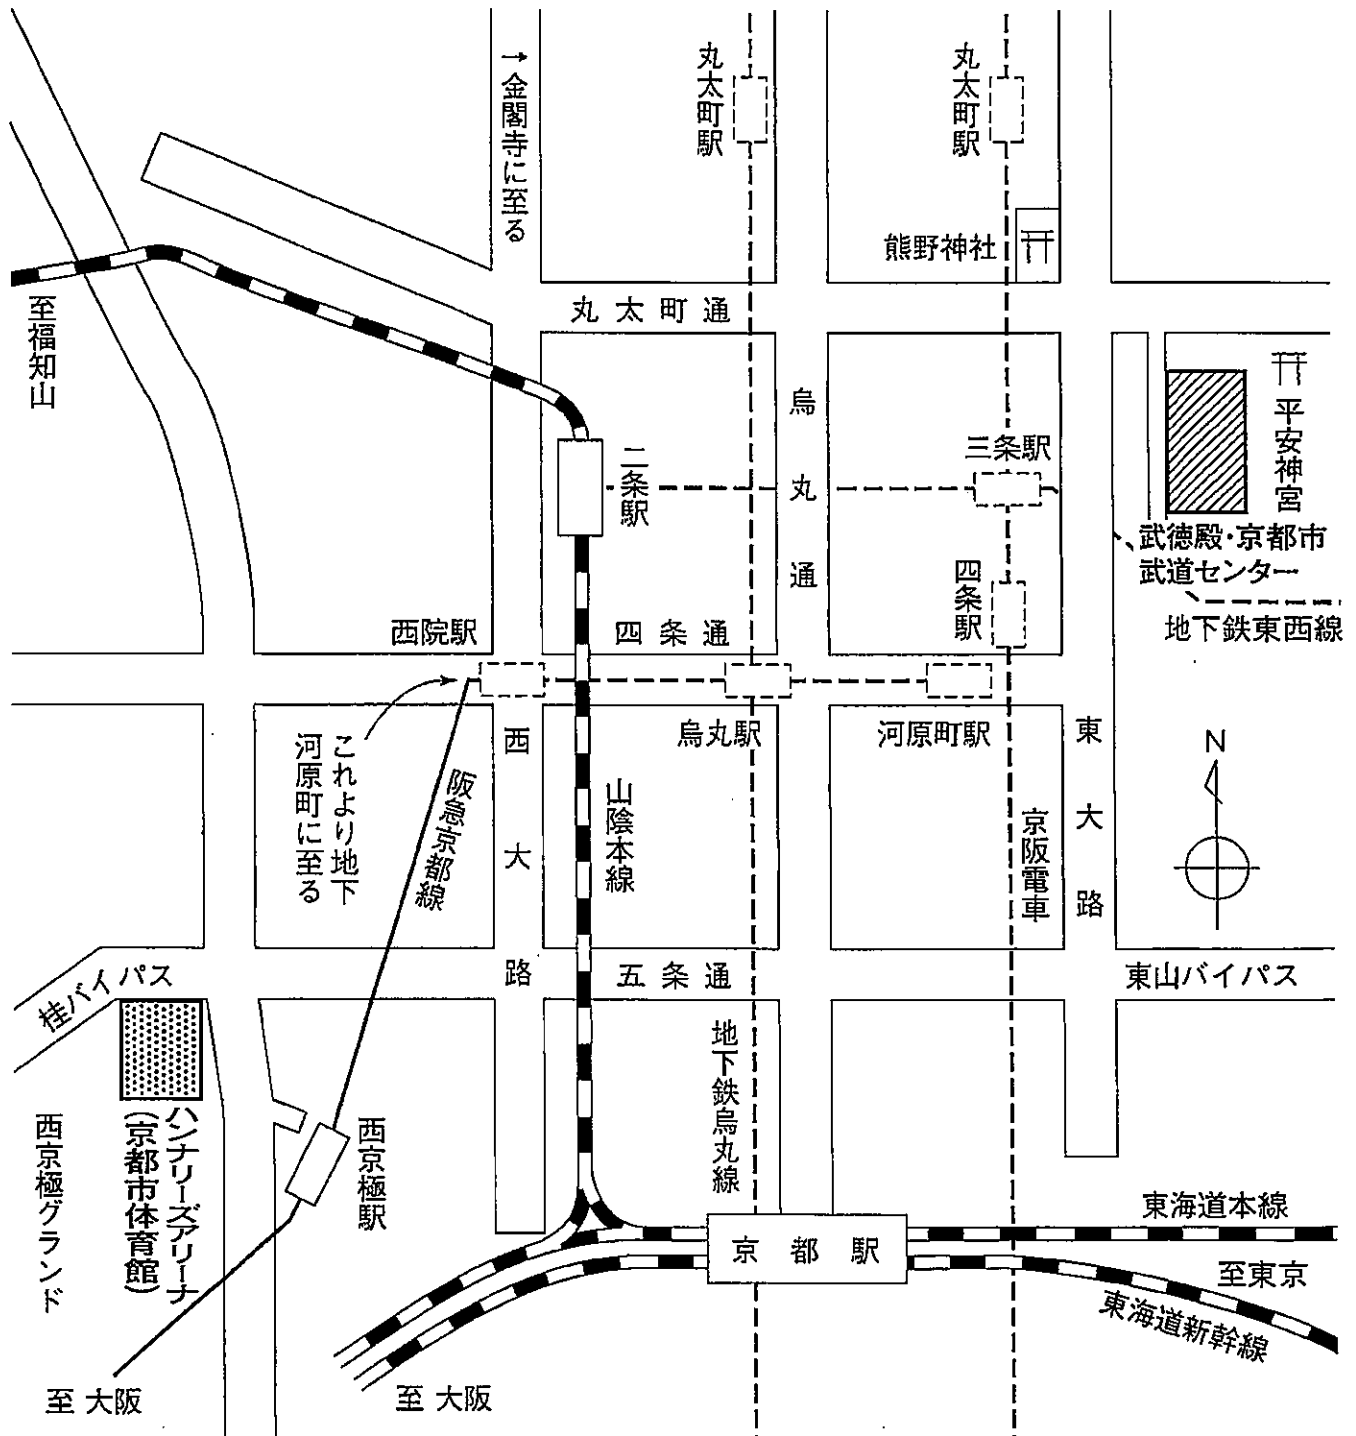 ↑金閣寺に至る
丸太町駅
丸太町駅
熊野神社
至福知山
丸太町通
烏丸通
平安神宮
二条駅
三条駅
武徳殿・京都市
武道センター
四条駅
地下鉄東西線
西院駅
四条通
烏丸駅
河原町駅
これより地下
河原町に至る
阪急京都線
西大路
山陰本線
京阪電車
東大路
N
桂バイパス
五条通
東山バイパス
地下鉄烏丸線
西京極グランド
ハンナリーズアリーナ
(京都市体育館)
西京極駅
京都駅
東海道本線
至東京
東海道新幹線
至大阪
至大阪